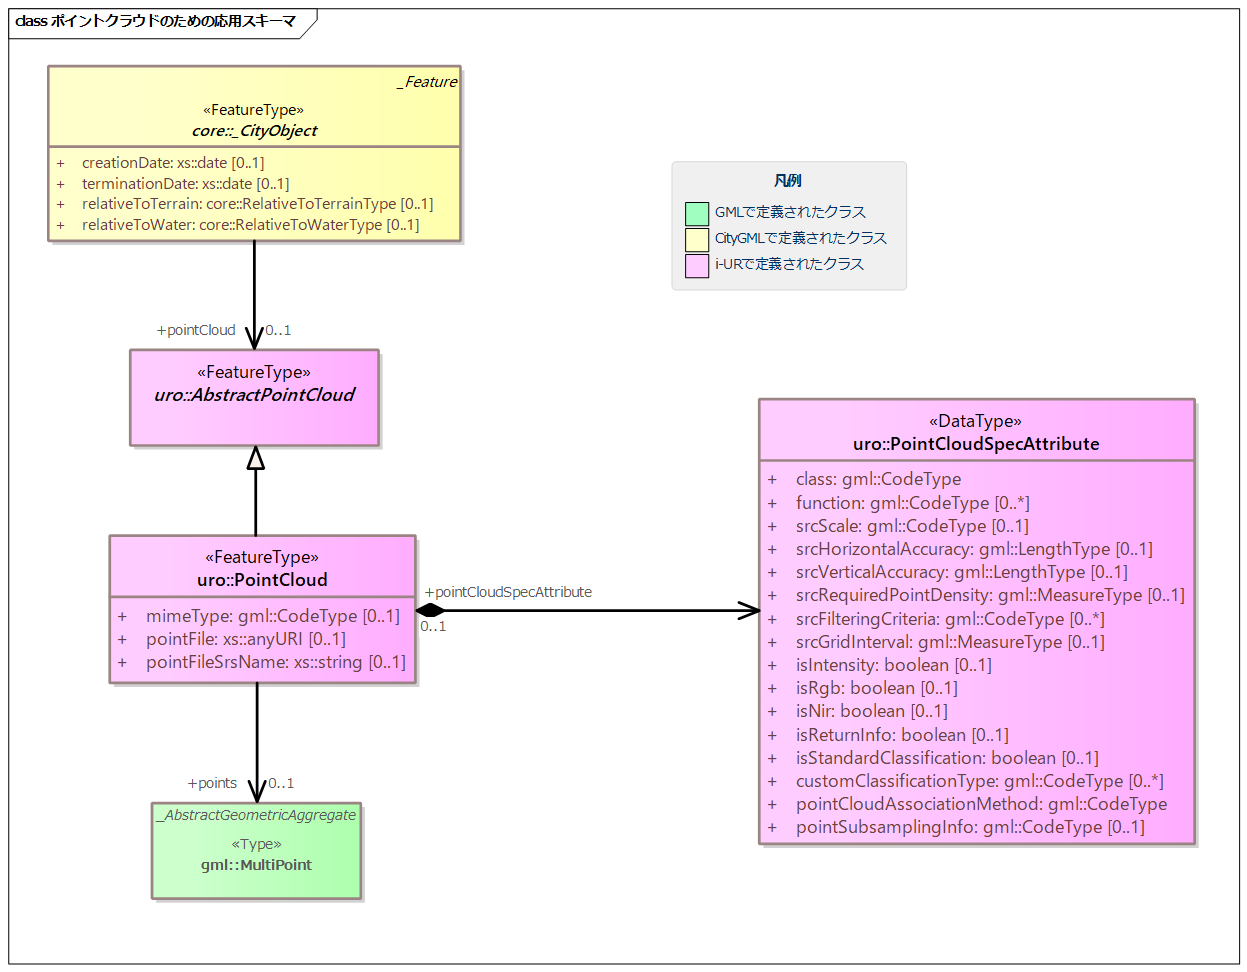 class ポイントクラウドのための応用スキーマ
_Feature
«FeatureType»
core::_CityObject
+ creationDate: xs::date [0..1]
+ terminationDate: xs::date [0..1]
+ relativeToTerrain: core::RelativeToTerrainType [0..1]
+ relativeToWater: core::RelativeToWaterType [0..1]
凡例
GMLで定義されたクラス
CityGMLで定義されたクラス
i-URで定義されたクラス
+pointCloud 0..1
«FeatureType»
uro::AbstractPointCloud
«FeatureType»
uro::PointCloud
+ mimeType: gml::CodeType [0..1]
+ pointFile: xs::anyURI [0..1]
+ pointFileSrsName: xs::string [0..1]
+pointCloudSpecAttribute
0..1
«DataType»
uro::PointCloudSpecAttribute
+ class: gml::CodeType
+ function: gml::CodeType [0..*]
+ srcScale: gml::CodeType [0..1]
+ srcHorizontalAccuracy: gml::LengthType [0..1]
+ srcVerticalAccuracy: gml::LengthType [0..1]
+ srcRequiredPointDensity: gml::MeasureType [0..1]
+ srcFilteringCriteria: gml::CodeType [0..*]
+ srcGridInterval: gml::MeasureType [0..1]
+ isIntensity: boolean [0..1]
+ isRgb: boolean [0..1]
+ isNir: boolean [0..1]
+ isReturnInfo: boolean [0..1]
+ isStandardClassification: boolean [0..1]
+ customClassificationType: gml::CodeType [0..*]
+ pointCloudAssociationMethod: gml::CodeType
+ pointSubsamplingInfo: gml::CodeType [0..1]
+points 0..1
_AbstractGeometricAggregate
«Type»
gml::MultiPoint